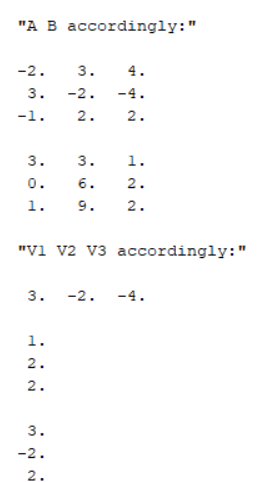 "A B accordingly:"
-2. 3. 4.
3. -2. -4.
-1. 2. 2.
3. 3. 1.
0. 6. 2.
1. 9. 2.
"V1 V2 V3 accordingly:"
3. -2. -4.
1.
2.
2.
3.
-2.
2.